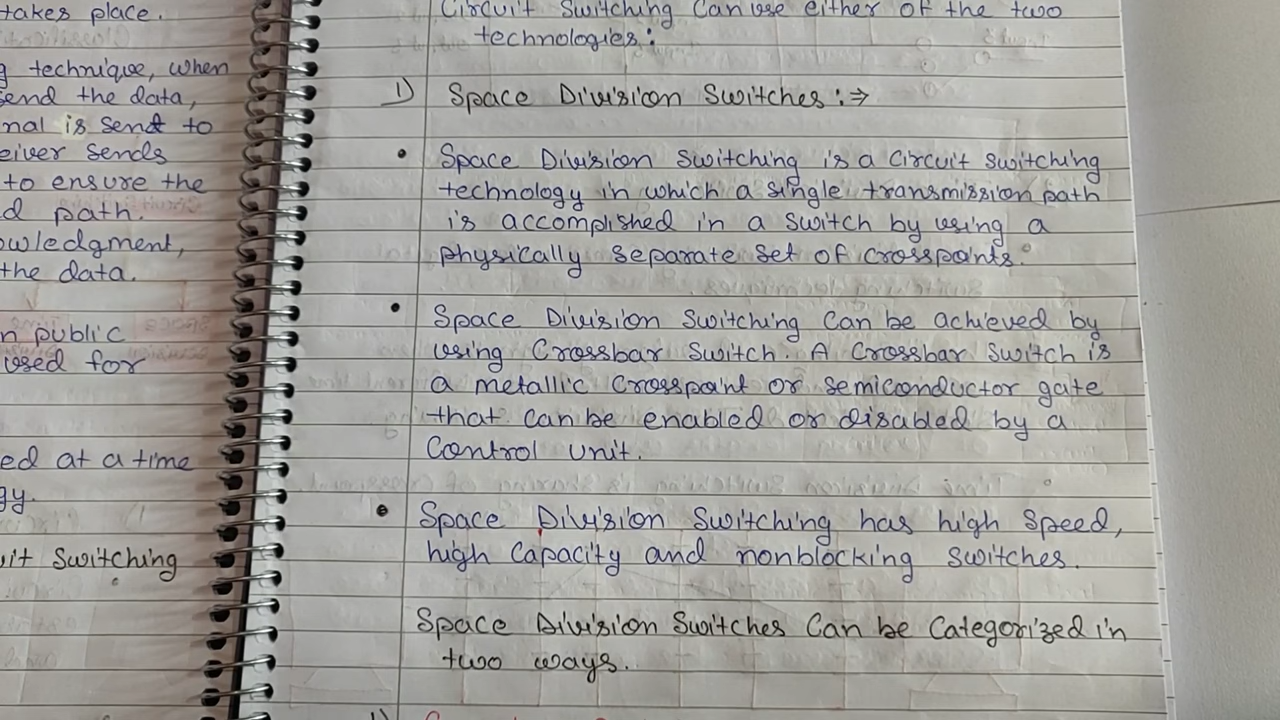 takes place.
technique, when
send the data,
nal is send to
eiver sends
to ensure the
d path.
owledgment,
the data.
n public
used for
ed at a time
gy.
uit Switching
Circuit Switching Can use either of the two
technologies:
1) Space Division Switches :⇒
• Space Division Switching is a Circuit switching
technology in which a single transmission path
is accomplished in a switch by using a
physically separate set of crosspoints.
• Space Division Switching Can be achieved by
using Crossbar Switch. A Crossbar Switch is
a metallic Crosspoint or semiconductor gate
that can be enabled or disabled by a
Control unit.
• Space Division Switching has high Speed,
high Capacity and nonblocking Switches.
Space Division Switches Can be Categorized in
two ways.